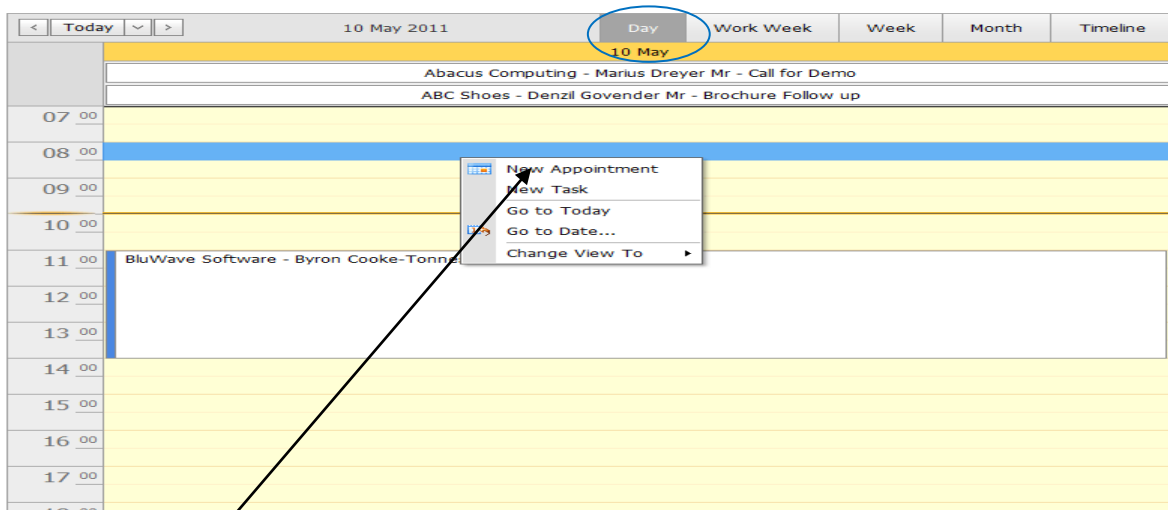 < Today > 10 May 2011 Day Work Week Week Month Timeline
10 May
Abacus Computing - Marius Dreyer Mr - Call for Demo
ABC Shoes - Denzil Govender Mr - Brochure Follow up
07 00
08 00
New Appointment
09 00
New Task
Go to Today
10 00
Go to Date...
Change View To
11 00 BluWave Software - Byron Cooke-Tonne
12 00
13 00
14 00
15 00
16 00
17 00